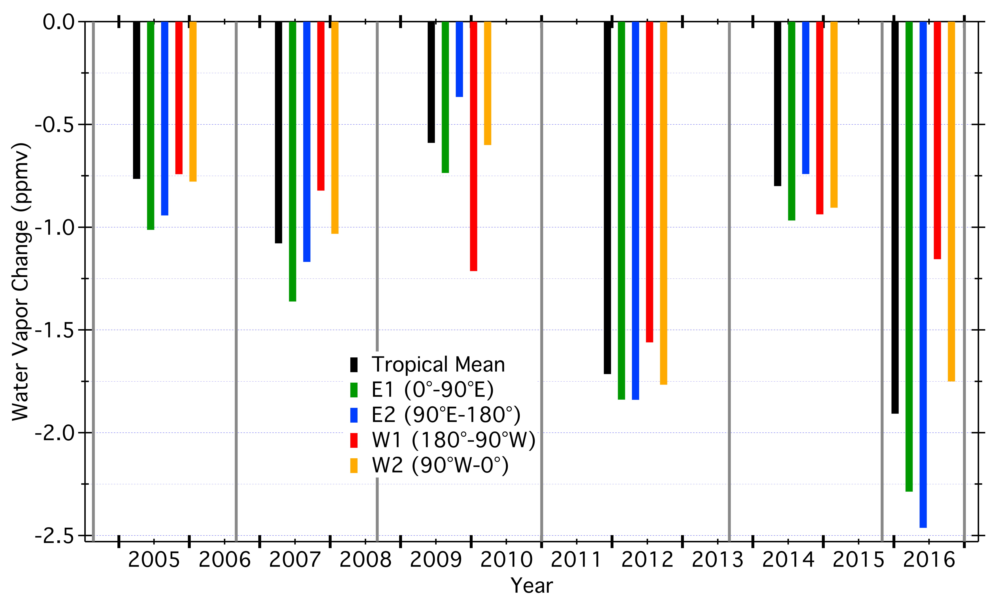 0.0
-0.5
-1.0
-1.5
-2.0
-2.5
Water Vapor Change (ppmv)
Tropical Mean
E1 (0°-90°E)
E2 (90°E-180°)
W1 (180°-90°W)
W2 (90°W-0°)
2005 2006 2007 2008 2009 2010 2011 2012 2013 2014 2015 2016
Year